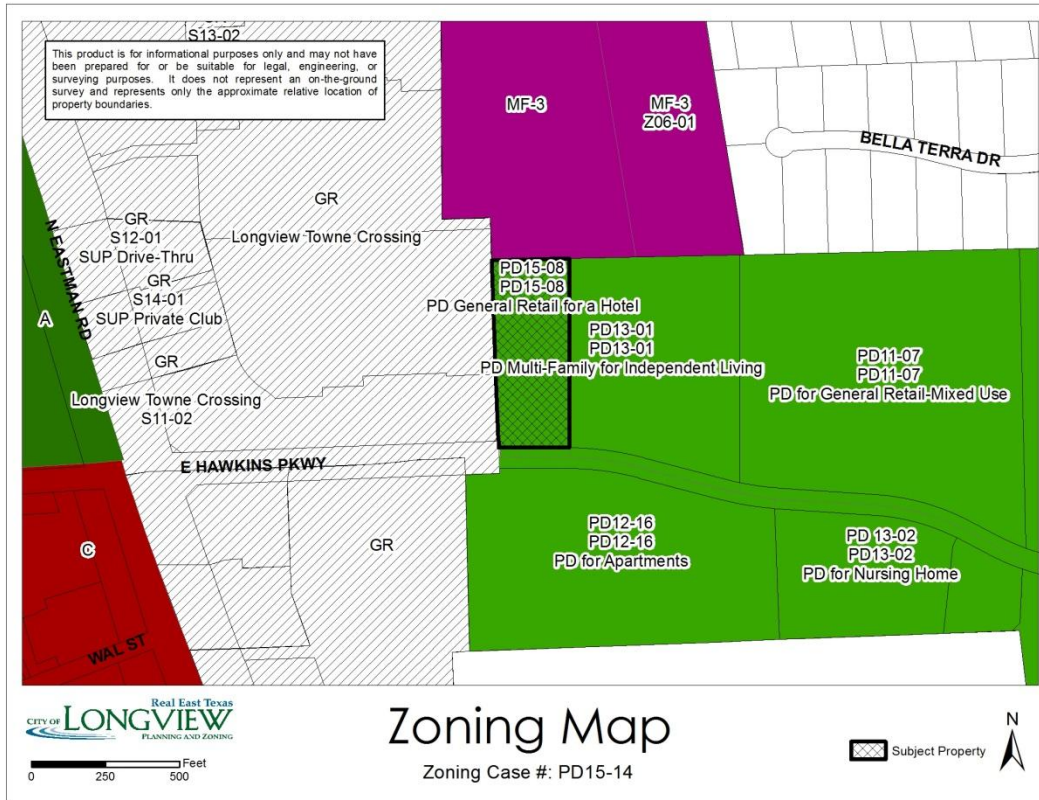 S13-02
This product is for informational purposes only and may not have
been prepared for or be suitable for legal, engineering, or
surveying purposes. It does not represent an on-the-ground
survey and represents only the approximate relative location of
property boundaries.
MF-3
MF-3
Z06-01
BELLA TERRA DR
GR
Longview Towne Crossing
GR
S12-01
SUP Drive-Thru
GR
S14-01
SUP Private Club
GR
Longview Towne Crossing
S11-02
N EASTMAN RD
A
PD15-08
PD15-08
PD General Retail for a Hotel
PD13-01
PD13-01
PD Multi-Family for Independent Living
PD11-07
PD11-07
PD for General Retail-Mixed Use
E HAWKINS PKWY
C
WAL ST
GR
PD12-16
PD12-16
PD for Apartments
PD 13-02
PD13-02
PD for Nursing Home
Real East Texas
CITY OF LONGVIEW
PLANNING AND ZONING
Feet
0 250 500
Zoning Map
Zoning Case #: PD15-14
Subject Property
N